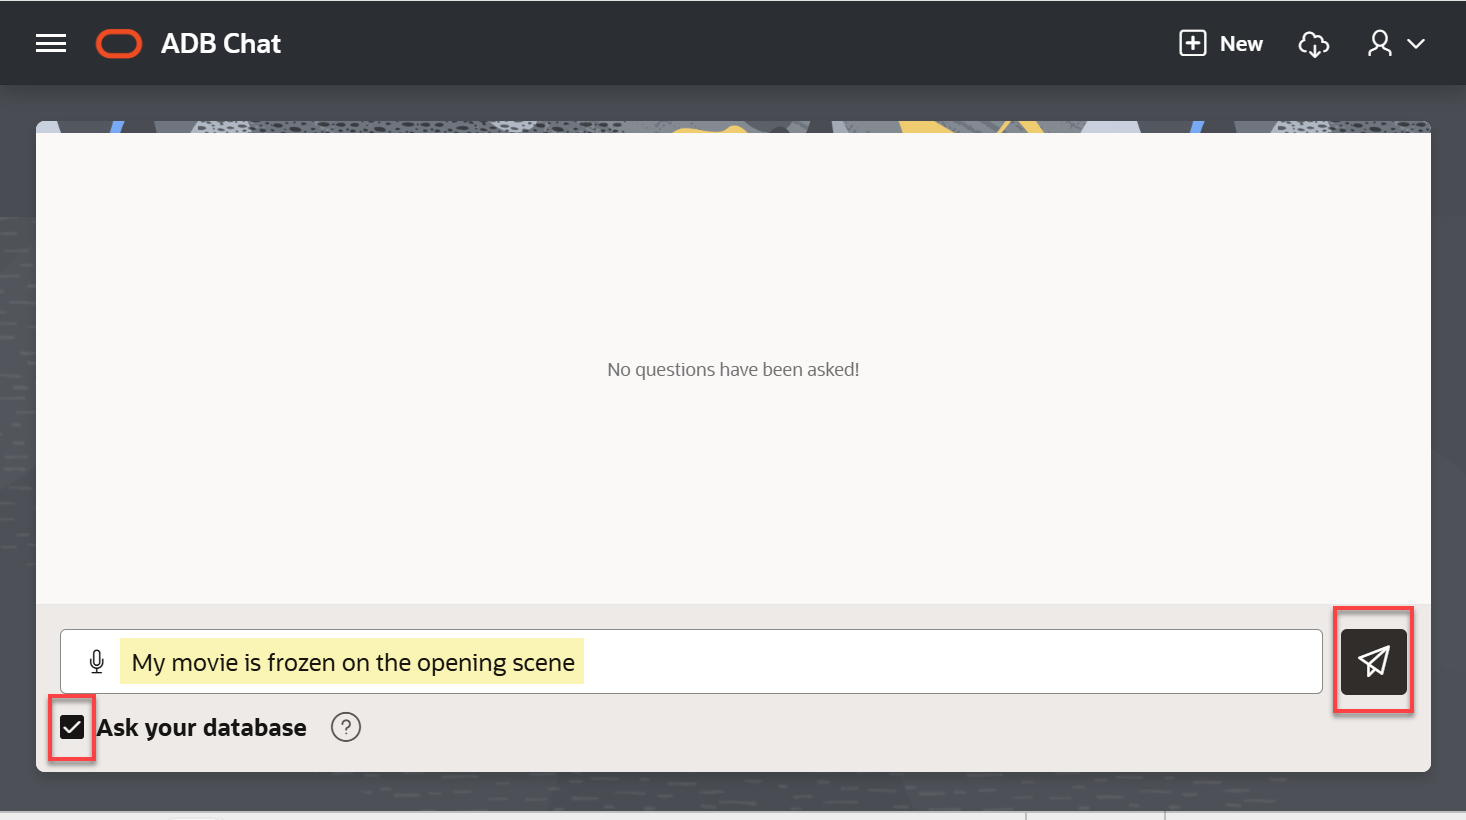 ADB Chat
New
No questions have been asked!
My movie is frozen on the opening scene
Ask your database
?